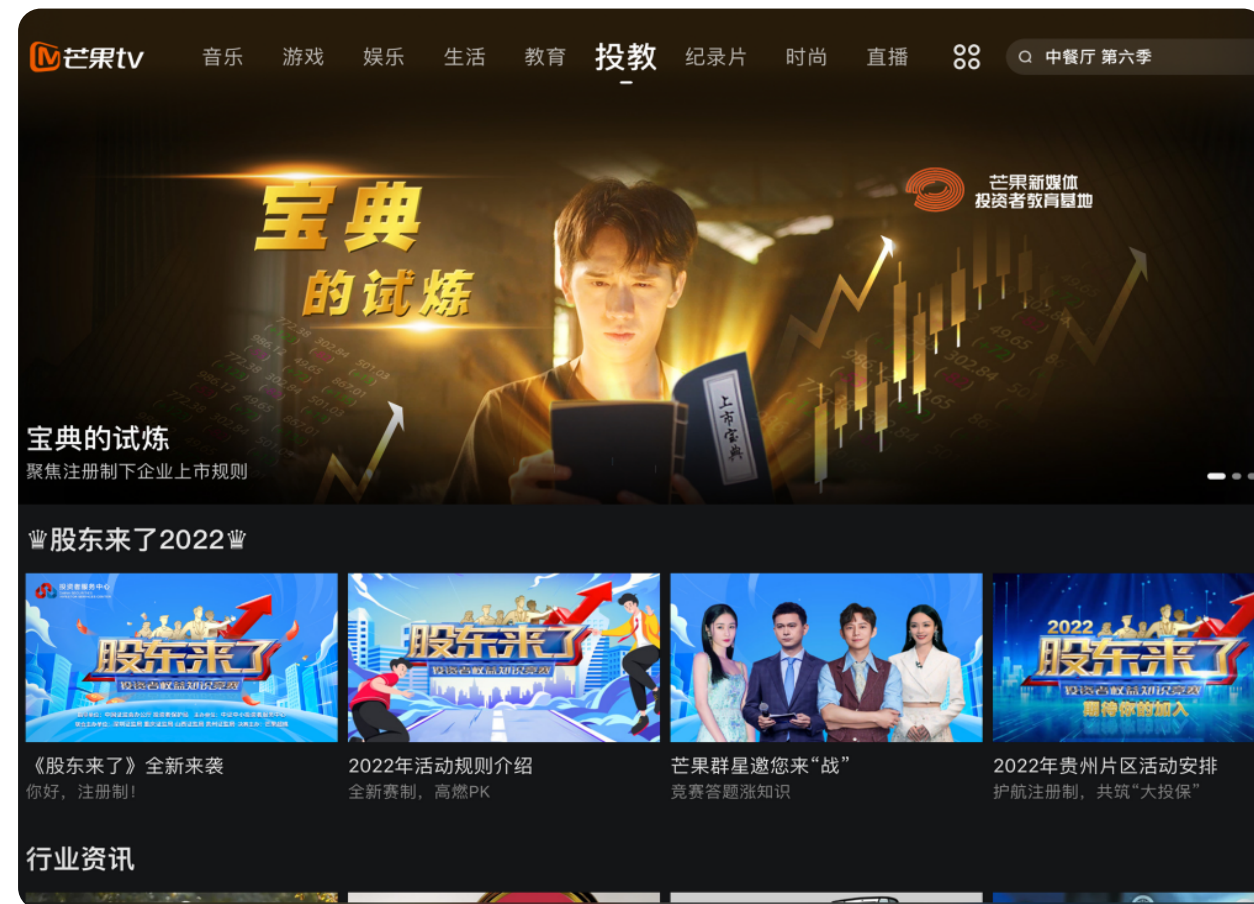 芒果tv
音乐 游戏 娱乐 生活 教育 投教 纪录片 时尚 直播
中餐厅 第六季
芒果新媒体
投资者教育基地
宝典
的试炼
上市宝典
宝典的试炼
聚焦注册制下企业上市规则
♛股东来了2022♛
投资者服务中心
股东来了
投资者权益知识竞赛
股东来了
投资者权益知识竞赛
2022
股东来了
投资者权益知识竞赛
期待你的加入
《股东来了》全新来袭
你好，注册制！
2022年活动规则介绍
全新赛制，高燃PK
芒果群星邀您来“战”
竞赛答题涨知识
2022年贵州片区活动安排
护航注册制，共筑“大投保”
行业资讯